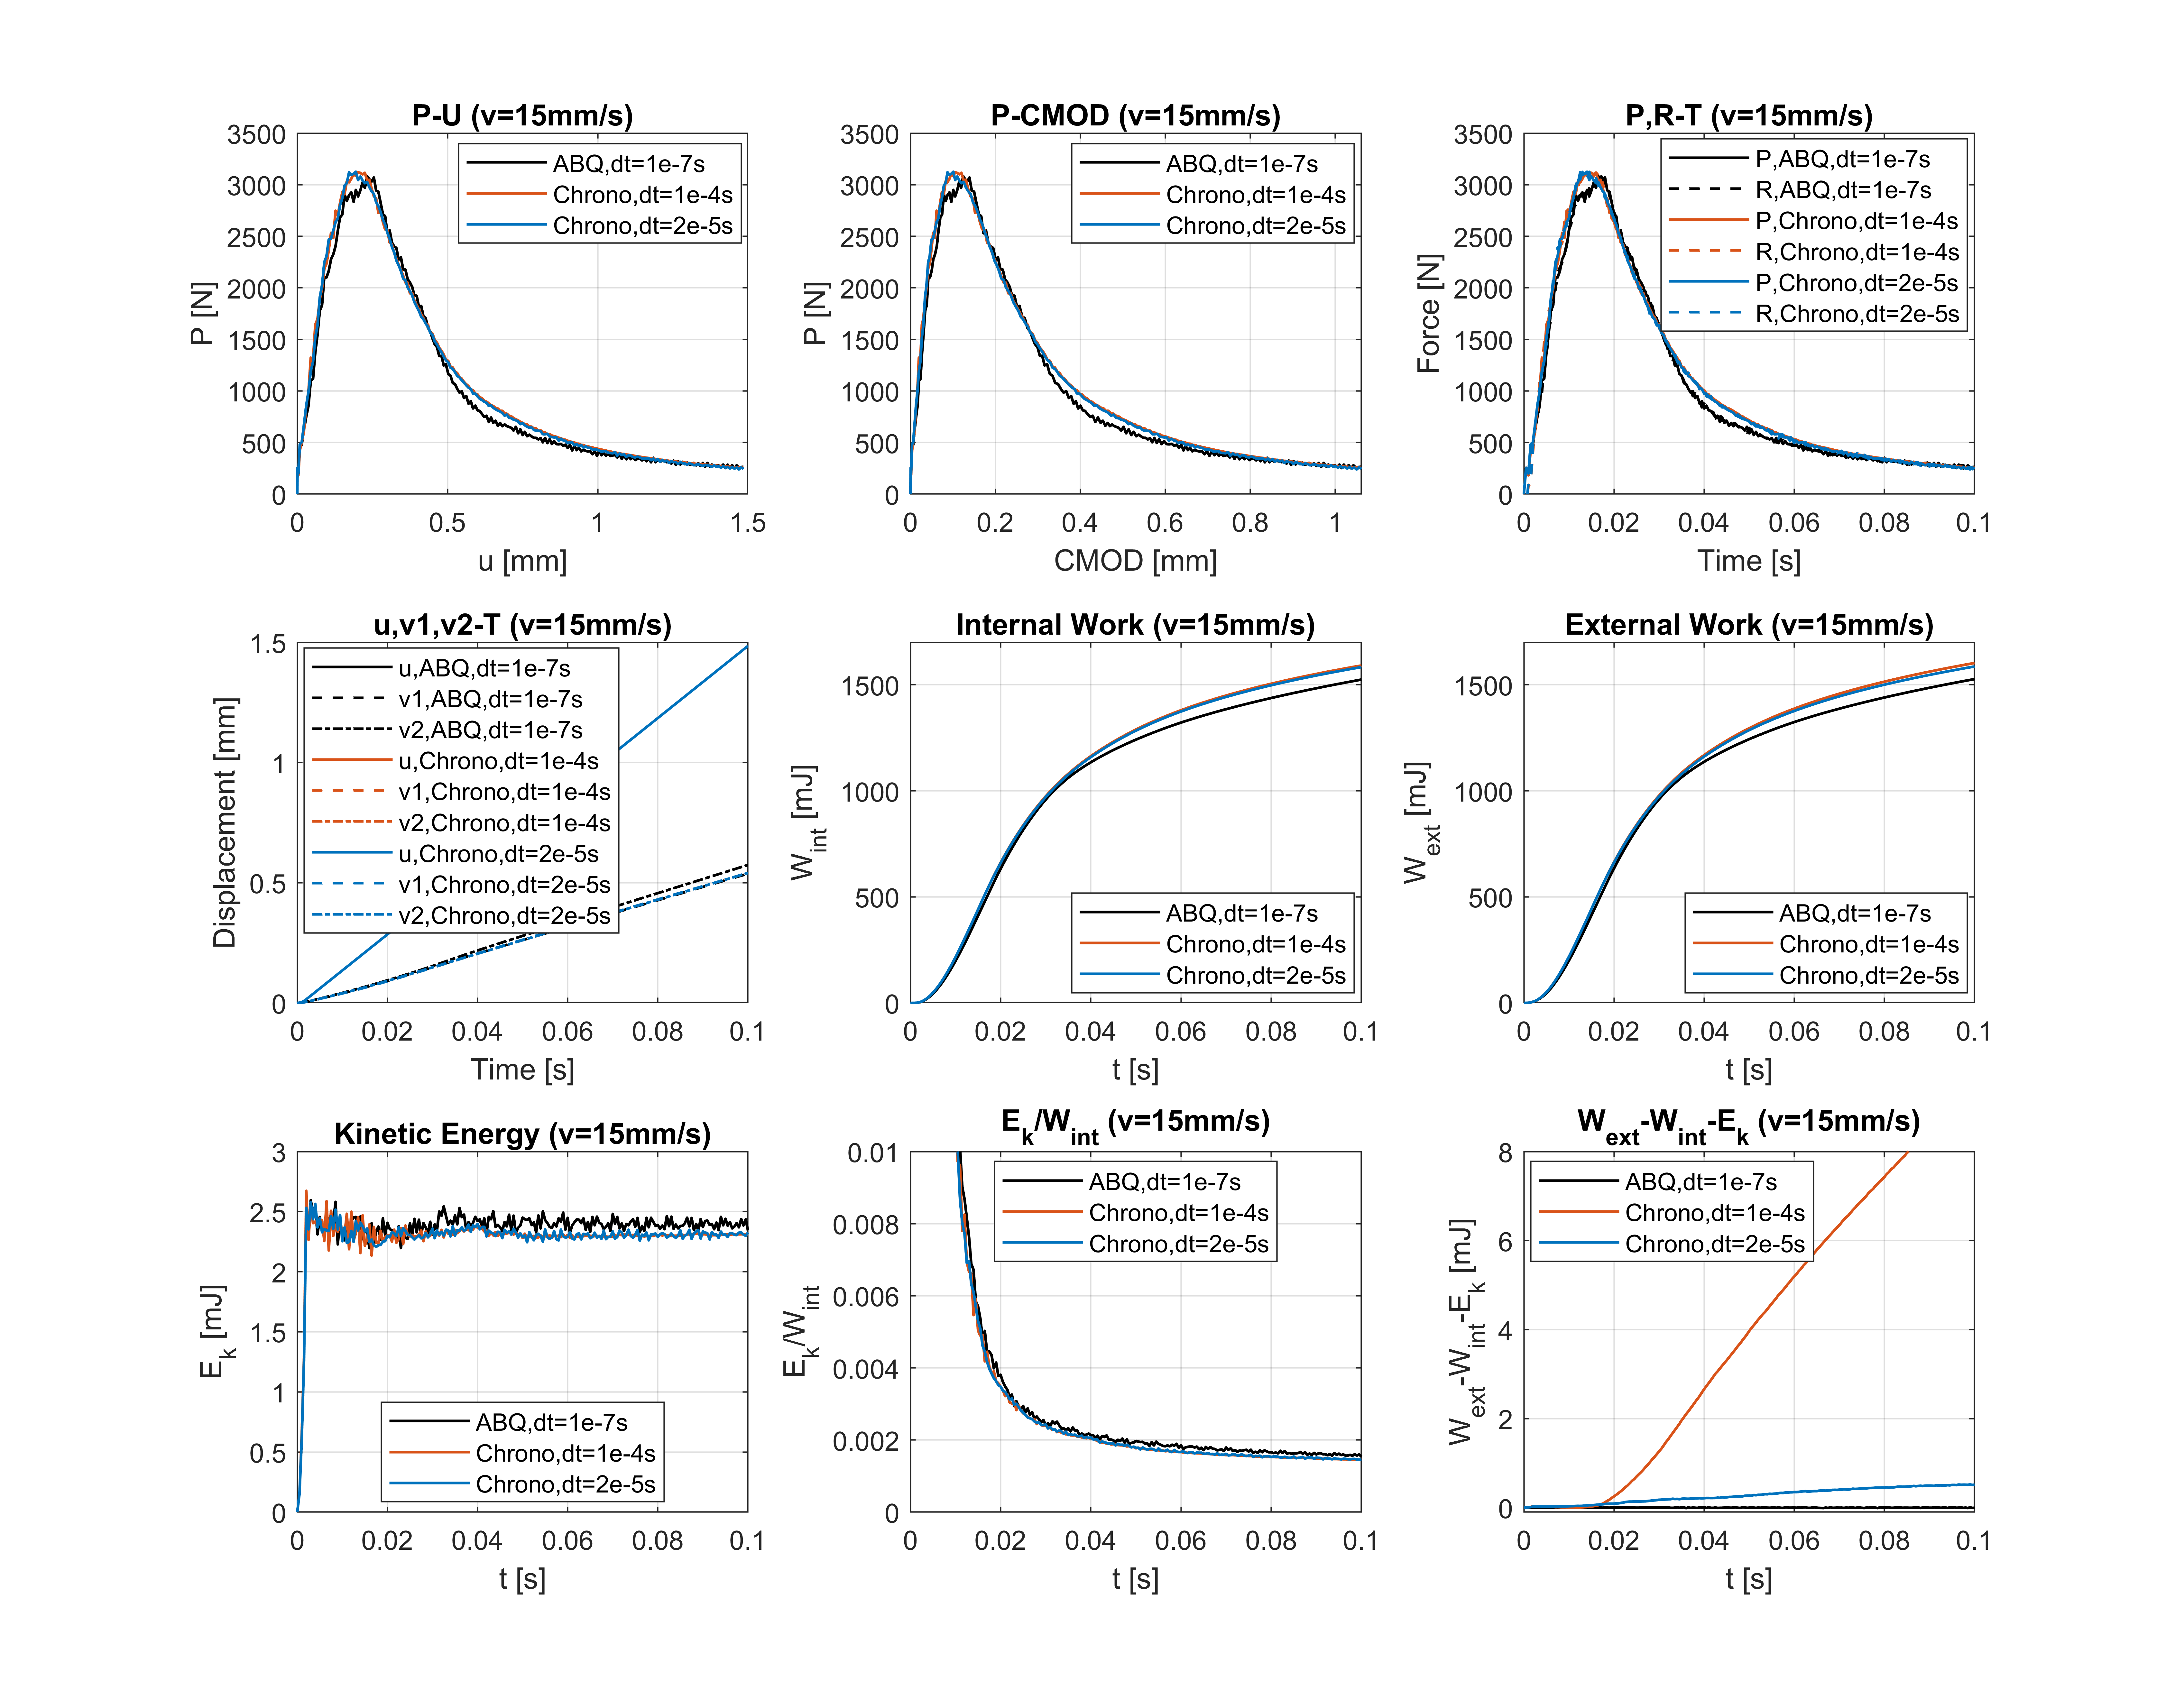 P-U (v=15mm/s)
3500
3000
2500
2000
1500
1000
500
0
P [N]
ABQ,dt=1e-7s
Chrono,dt=1e-4s
Chrono,dt=2e-5s
0 0.5 1 1.5
u [mm]
P-CMOD (v=15mm/s)
3500
3000
2500
2000
1500
1000
500
0
P [N]
ABQ,dt=1e-7s
Chrono,dt=1e-4s
Chrono,dt=2e-5s
0 0.2 0.4 0.6 0.8 1
CMOD [mm]
P,R-T (v=15mm/s)
3500
3000
2500
2000
1500
1000
500
0
Force [N]
P,ABQ,dt=1e-7s
R,ABQ,dt=1e-7s
P,Chrono,dt=1e-4s
R,Chrono,dt=1e-4s
P,Chrono,dt=2e-5s
R,Chrono,dt=2e-5s
0 0.02 0.04 0.06 0.08 0.1
Time [s]
u,v1,v2-T (v=15mm/s)
1.5
1
0.5
0
Displacement [mm]
u,ABQ,dt=1e-7s
v1,ABQ,dt=1e-7s
v2,ABQ,dt=1e-7s
u,Chrono,dt=1e-4s
v1,Chrono,dt=1e-4s
v2,Chrono,dt=1e-4s
u,Chrono,dt=2e-5s
v1,Chrono,dt=2e-5s
v2,Chrono,dt=2e-5s
0 0.02 0.04 0.06 0.08 0.1
Time [s]
Internal Work (v=15mm/s)
1500
1000
500
0
W_int [mJ]
ABQ,dt=1e-7s
Chrono,dt=1e-4s
Chrono,dt=2e-5s
0 0.02 0.04 0.06 0.08 0.1
t [s]
External Work (v=15mm/s)
1500
1000
500
0
W_ext [mJ]
ABQ,dt=1e-7s
Chrono,dt=1e-4s
Chrono,dt=2e-5s
0 0.02 0.04 0.06 0.08 0.1
t [s]
Kinetic Energy (v=15mm/s)
3
2.5
2
1.5
1
0.5
0
E_k [mJ]
ABQ,dt=1e-7s
Chrono,dt=1e-4s
Chrono,dt=2e-5s
0 0.02 0.04 0.06 0.08 0.1
t [s]
E_k/W_int (v=15mm/s)
0.01
0.008
0.006
0.004
0.002
0
E_k/W_int
ABQ,dt=1e-7s
Chrono,dt=1e-4s
Chrono,dt=2e-5s
0 0.02 0.04 0.06 0.08 0.1
t [s]
W_ext-W_int-E_k (v=15mm/s)
8
6
4
2
0
W_ext-W_int-E_k [mJ]
ABQ,dt=1e-7s
Chrono,dt=1e-4s
Chrono,dt=2e-5s
0 0.02 0.04 0.06 0.08 0.1
t [s]